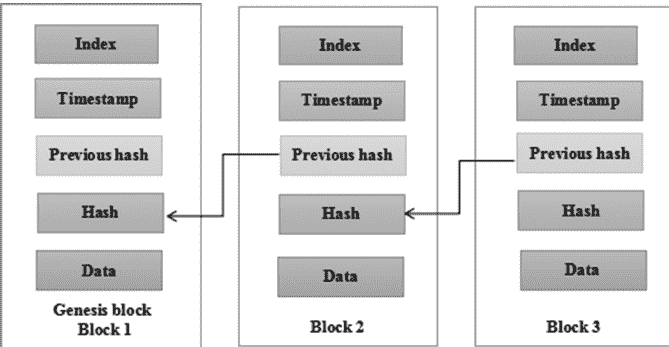 Index
Timestamp
Previous hash
Hash
Data
Genesis block
Block 1
Index
Timestamp
Previous hash
Hash
Data
Block 2
Index
Timestamp
Previous hash
Hash
Data
Block 3